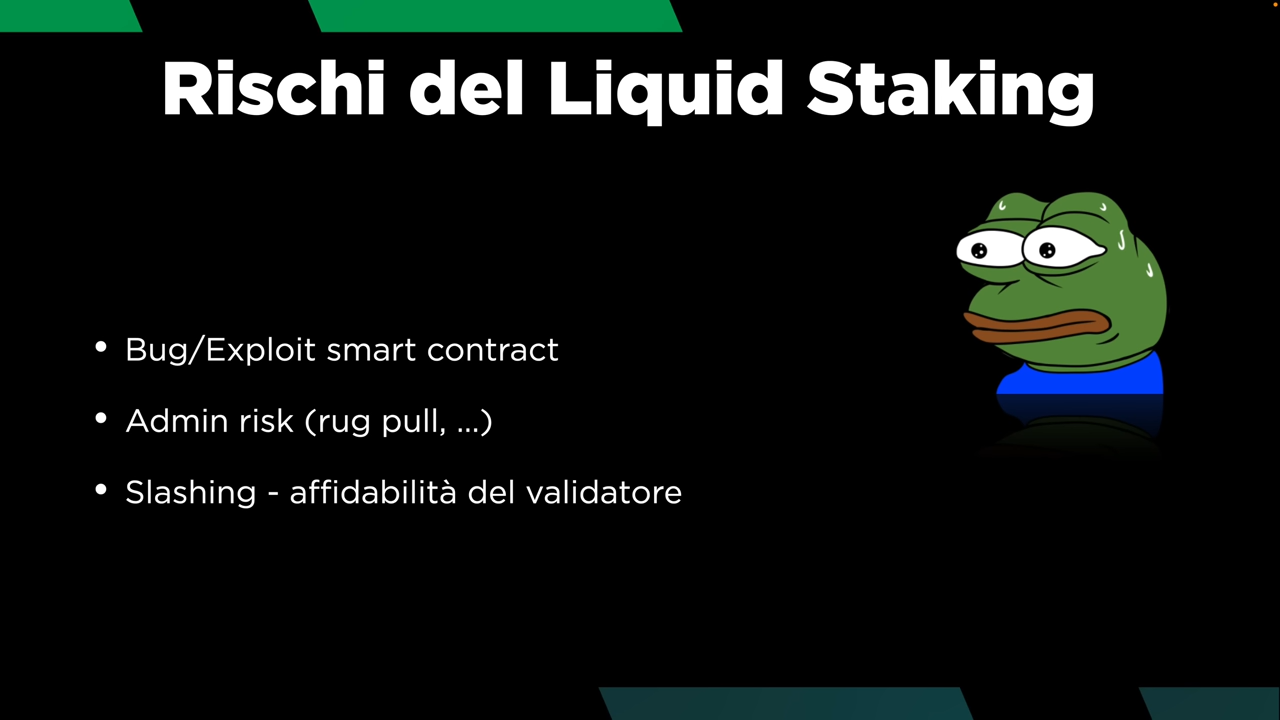 Rischi del Liquid Staking
• Bug/Exploit smart contract
• Admin risk (rug pull, ...)
• Slashing - affidabilità del validatore